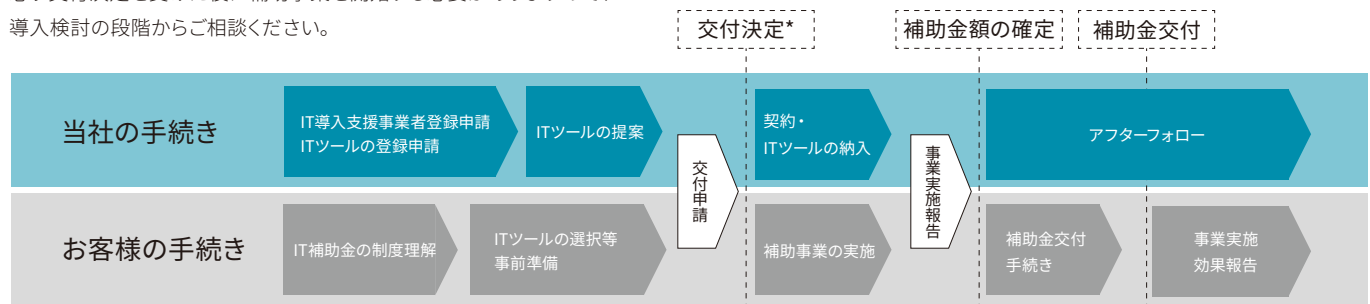 導入検討の段階からご相談ください。
交付決定*
補助金額の確定
補助金交付
当社の手続き
IT導入支援事業者登録申請
ITツールの登録申請
ITツールの提案
交付申請
契約・
ITツールの納入
事業実施報告
アフターフォロー
お客様の手続き
IT補助金の制度理解
ITツールの選択等
事前準備
補助事業の実施
補助金交付
手続き
事業実施
効果報告